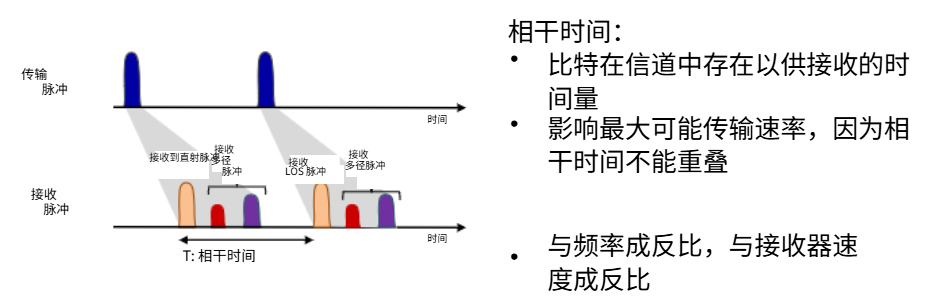 传输
脉冲
时间
接收到直射脉冲
接收
多径
脉冲
接收
LOS 脉冲
接收
多径脉冲
接收
脉冲
时间
T: 相干时间
相干时间：
• 比特在信道中存在以供接收的时
间量
• 影响最大可能传输速率，因为相
干时间不能重叠
• 与频率成反比，与接收器速
度成反比